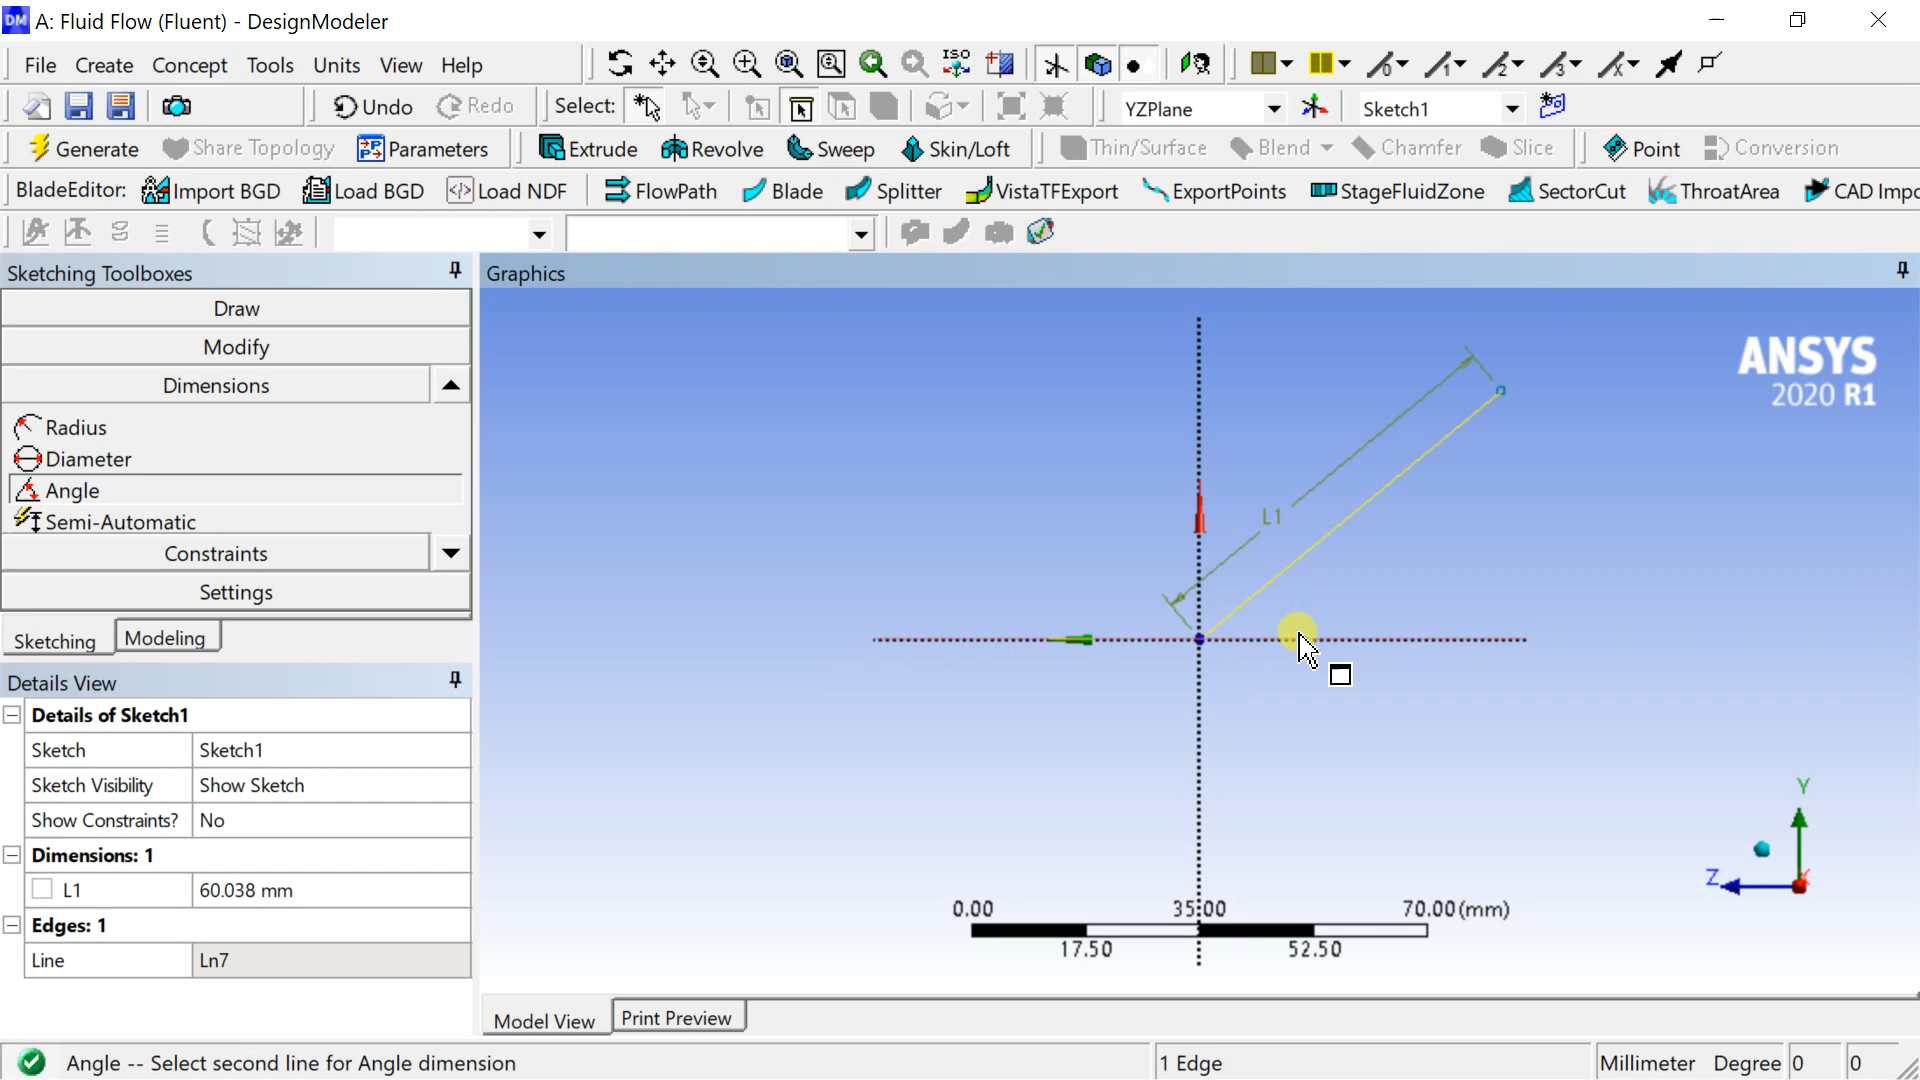 DM A: Fluid Flow (Fluent) - DesignModeler
File Create Concept Tools Units View Help ISO
Undo Redo Select: YZPlane Sketch1
Generate Share Topology Parameters Extrude Revolve Sweep Skin/Loft Thin/Surface Blend Chamfer Slice Point Conversion
BladeEditor: Import BGD Load BGD Load NDF FlowPath Blade Splitter VistaTFExport ExportPoints StageFluidZone SectorCut ThroatArea CAD Impo
Sketching Toolboxes
Draw
Modify
Dimensions
Radius
Diameter
Angle
Semi-Automatic
Constraints
Settings
Sketching Modeling
Details View
Details of Sketch1
Sketch Sketch1
Sketch Visibility Show Sketch
Show Constraints? No
Dimensions: 1
L1 60.038 mm
Edges: 1
Line Ln7
Graphics
ANSYS
2020 R1
L1
Y
Z
X
0.00 35.00 70.00 (mm)
17.50 52.50
Model View Print Preview
Angle -- Select second line for Angle dimension 1 Edge Millimeter Degree 0 0